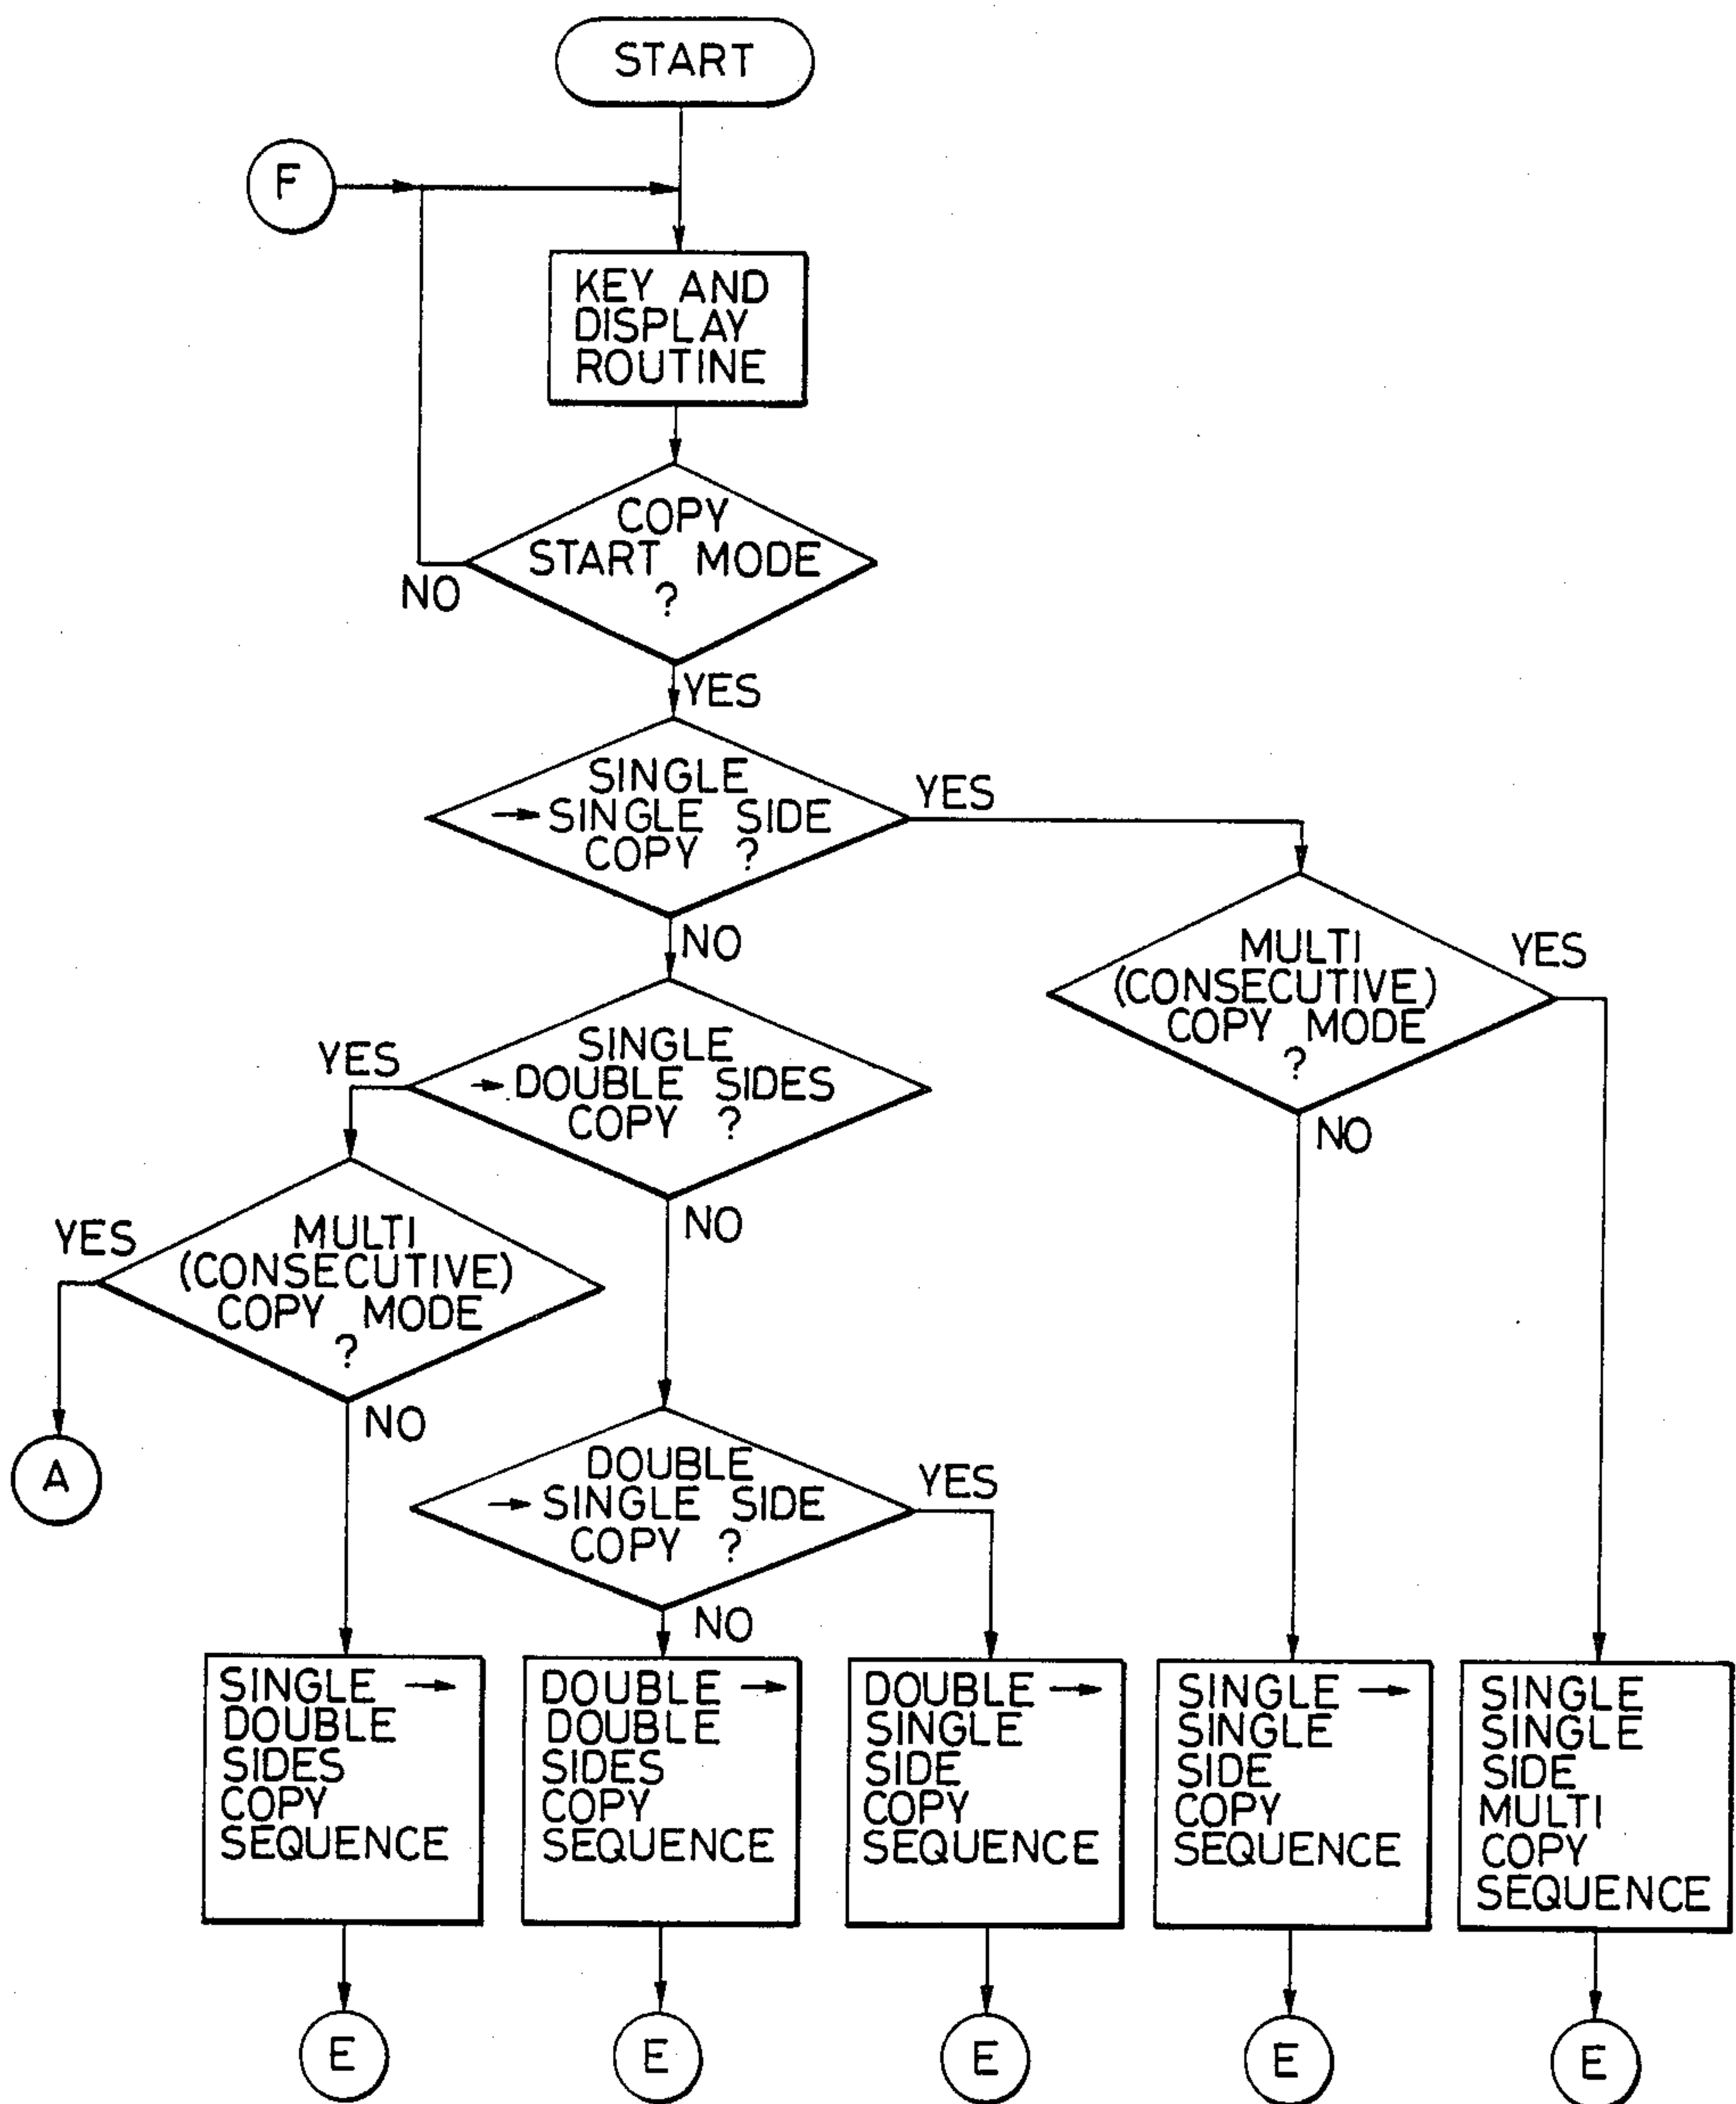 START
F
KEY AND
DISPLAY
ROUTINE
COPY
START MODE
?
NO
YES
SINGLE
→ SINGLE SIDE
COPY ?
YES
NO
MULTI
(CONSECUTIVE)
COPY MODE
?
YES
NO
SINGLE
→ DOUBLE SIDES
COPY ?
YES
NO
MULTI
(CONSECUTIVE)
COPY MODE
?
YES
NO
A
DOUBLE
→ SINGLE SIDE
COPY ?
YES
NO
SINGLE →
DOUBLE
SIDES
COPY
SEQUENCE
DOUBLE →
DOUBLE
SIDES
COPY
SEQUENCE
DOUBLE →
SINGLE
SIDE
COPY
SEQUENCE
SINGLE →
SINGLE
SIDE
COPY
SEQUENCE
SINGLE
SINGLE
SIDE
MULTI
COPY
SEQUENCE
E
E
E
E
E